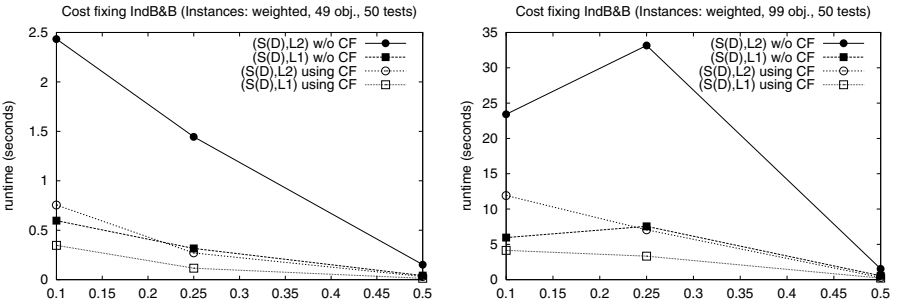 Cost fixing IndB&B (Instances: weighted, 49 obj., 50 tests)
2.5
2
1.5
1
0.5
0
runtime (seconds)
(S(D),L2) w/o CF
(S(D),L1) w/o CF
(S(D),L2) using CF
(S(D),L1) using CF
0.1 0.15 0.2 0.25 0.3 0.35 0.4 0.45 0.5
Cost fixing IndB&B (Instances: weighted, 99 obj., 50 tests)
35
30
25
20
15
10
5
0
runtime (seconds)
(S(D),L2) w/o CF
(S(D),L1) w/o CF
(S(D),L2) using CF
(S(D),L1) using CF
0.1 0.15 0.2 0.25 0.3 0.35 0.4 0.45 0.5